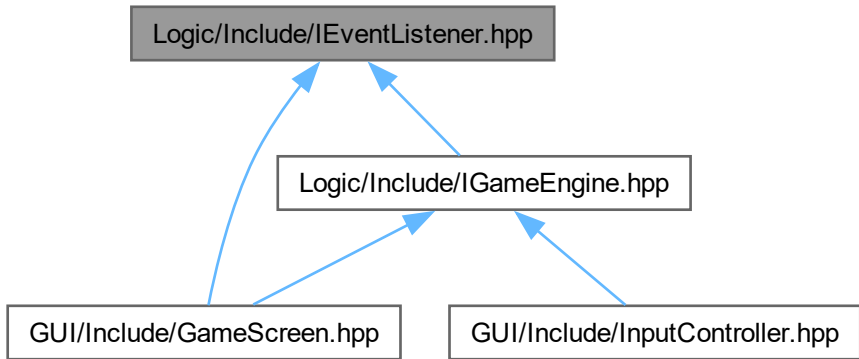 Logic/Include/IEventListener.hpp
Logic/Include/IGameEngine.hpp
GUI/Include/GameScreen.hpp
GUI/Include/InputController.hpp